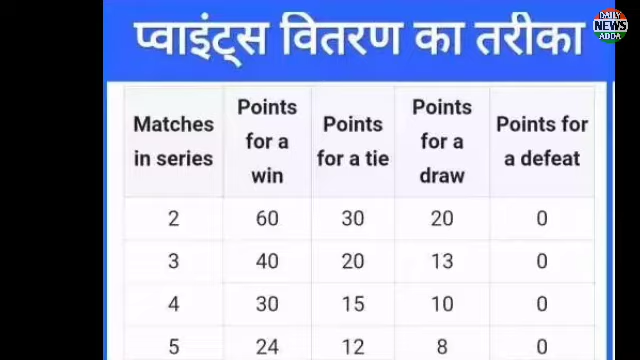 प्वाइंट्स वितरण का तरीका
DAILY
NEWS
ADDA
Matches in series	Points for a win	Points for a tie	Points for a draw	Points for a defeat
2	60	30	20	0
3	40	20	13	0
4	30	15	10	0
5	24	12	8	0